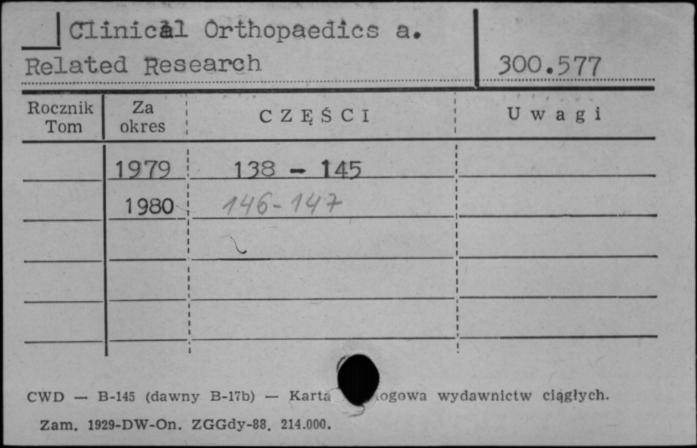 Clinical Orthopaedics a.
Related Research 300.577
Rocznik Tom Za okres CZĘŚCI Uwagi
1979 138 - 145
1980 146-147
CWD — B-145 (dawny B-17b) — Karta ogowa wydawnictw ciągłych.
Zam. 1929-DW-On. ZGGdy-88. 214.000.